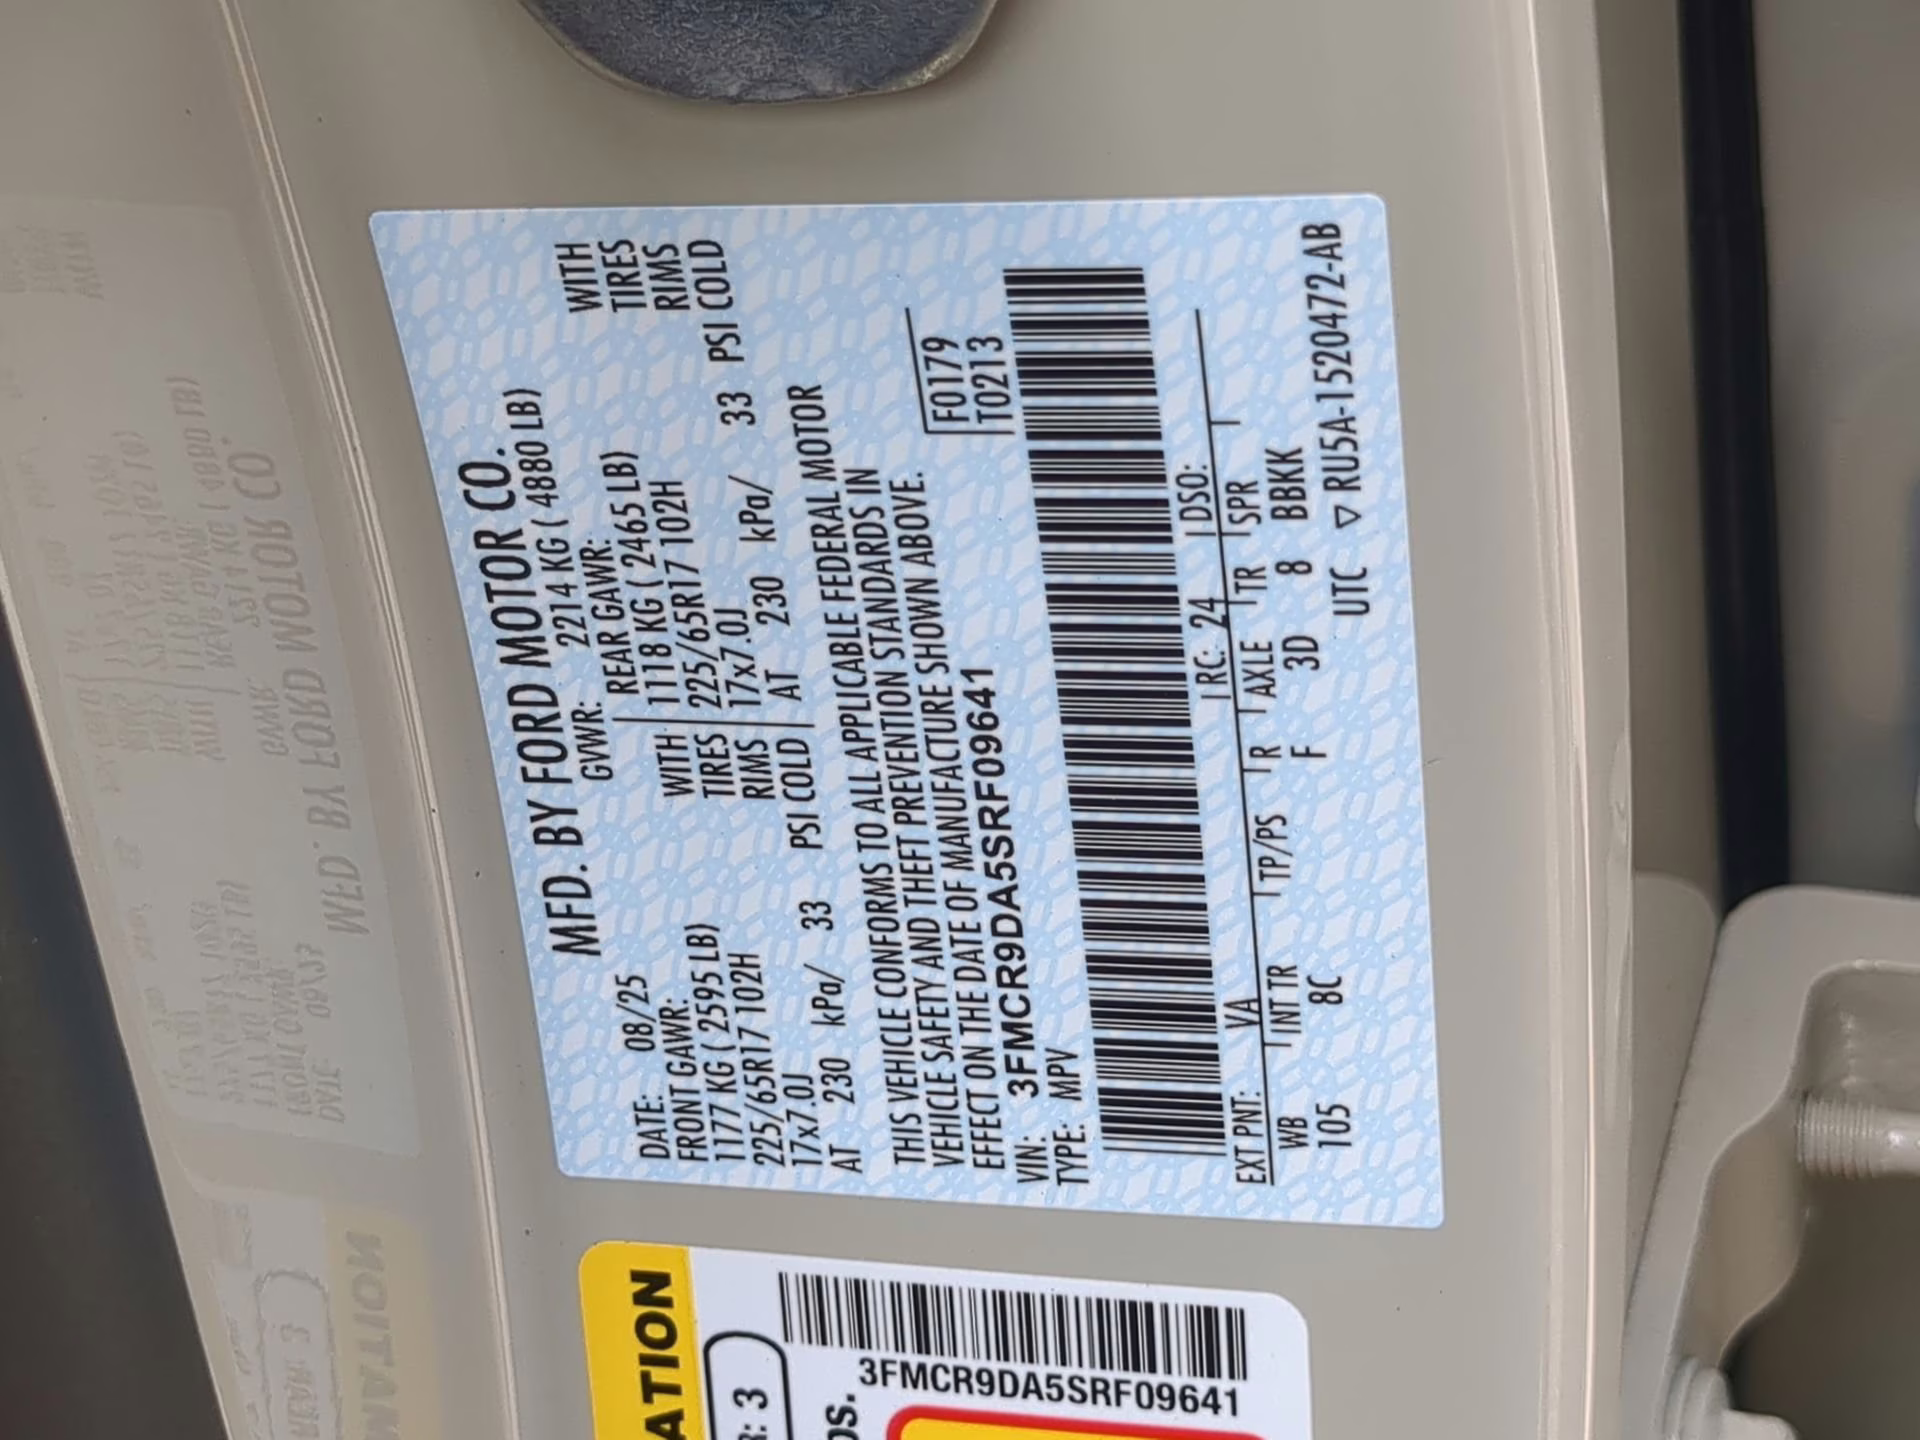 MFD. BY FORD MOTOR CO.
DATE: 08/25 GVWR: 2214 KG ( 4880 LB)
FRONT GAWR: REAR GAWR:
1177 KG ( 2595 LB) WITH 1118 KG ( 2465 LB) WITH
225/65R17 102H TIRES 225/65R17 102H TIRES
17x7.0J RIMS 17x7.0J RIMS
AT 230 kPa/ 33 PSI COLD AT 230 kPa/ 33 PSI COLD
THIS VEHICLE CONFORMS TO ALL APPLICABLE FEDERAL MOTOR
VEHICLE SAFETY AND THEFT PREVENTION STANDARDS IN
EFFECT ON THE DATE OF MANUFACTURE SHOWN ABOVE.
VIN: 3FMCR9DA5SRF09641 F0179
TYPE: MPV T0213
EXT PNT: VA RC: 24 DSO:
WB INT TR TP/PS R AXLE TR SPR
105 8C F 3D 8 BBKK
UTC ▽ RU5A-1520472-AB
ATION
R: 3
3FMCR9DA5SRF09641